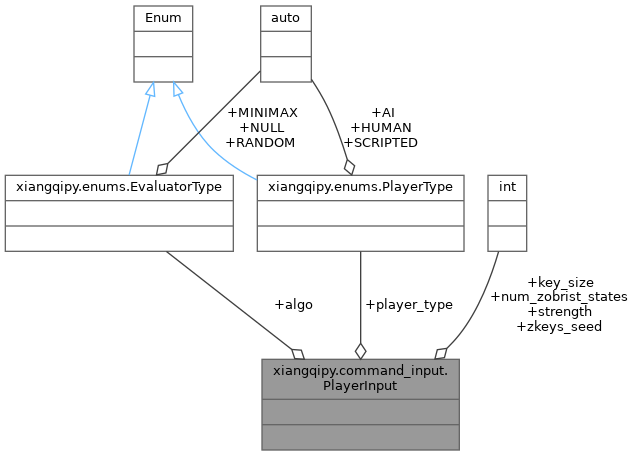 Enum
auto
+MINIMAX
+NULL
+RANDOM
+AI
+HUMAN
+SCRIPTED
xiangqipy.enums.EvaluatorType
xiangqipy.enums.PlayerType
int
+algo
+player_type
+key_size
+num_zobrist_states
+strength
+zkeys_seed
xiangqipy.command_input.
PlayerInput